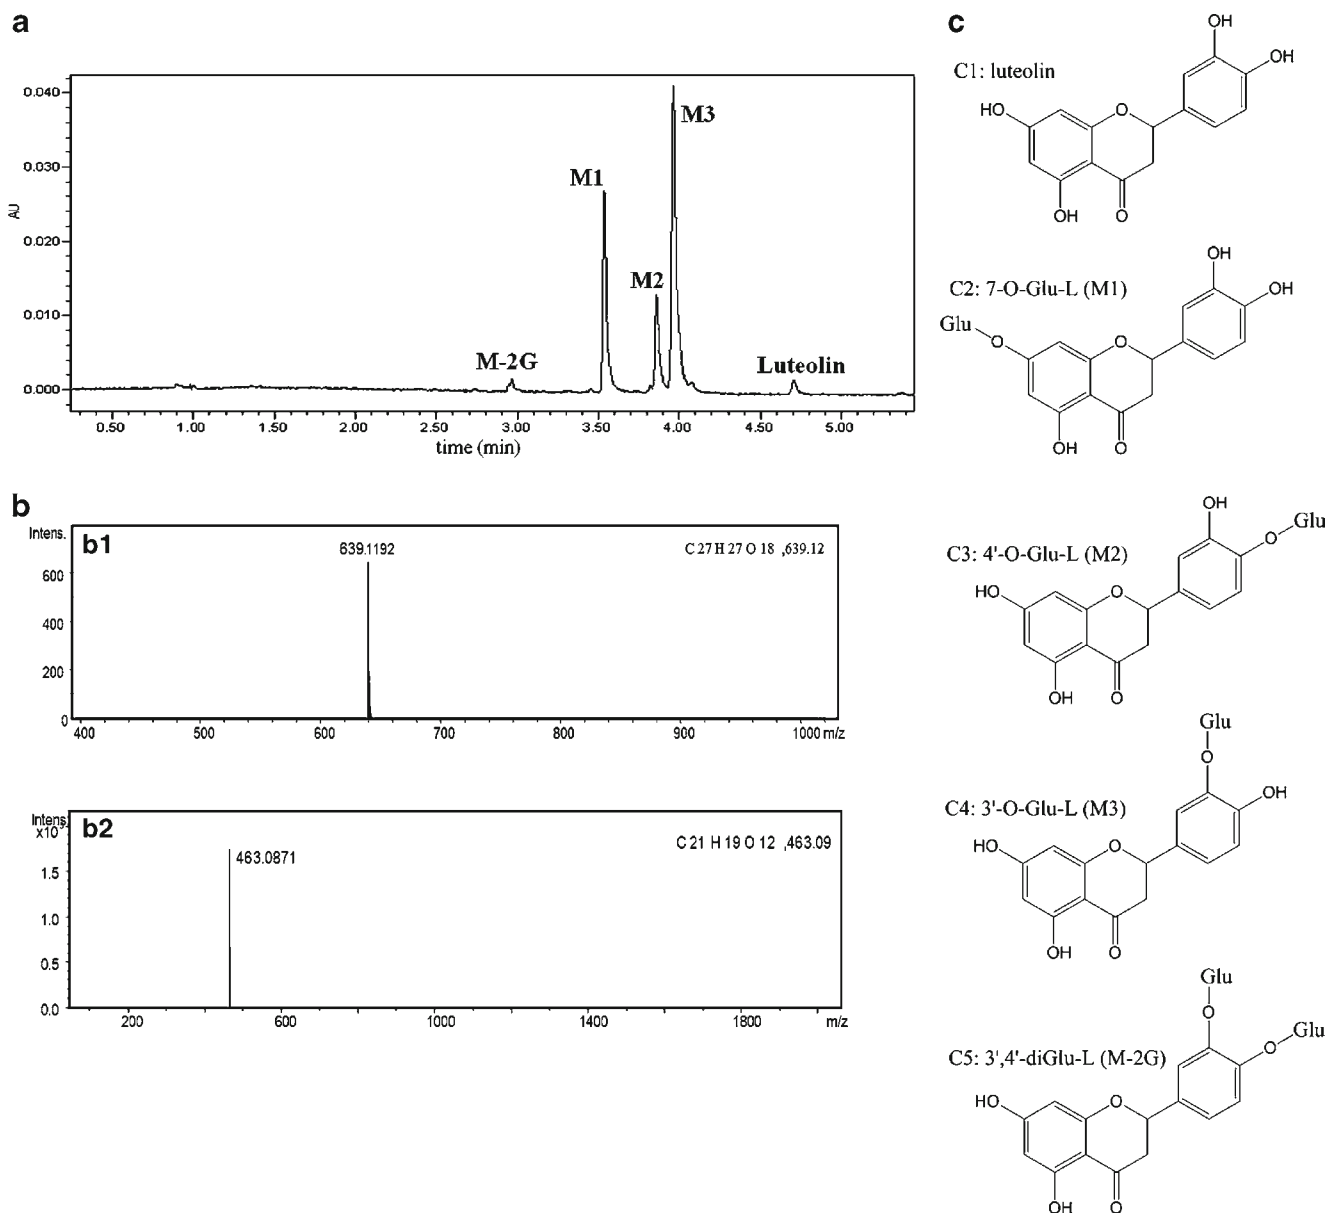 a
0.040
0.030
0.020
0.010
0.000
AU
M-2G
M1
M2
M3
Luteolin
0.50 1.00 1.50 2.00 2.50 3.00 3.50 4.00 4.50 5.00
time (min)
b
Intens.
b1
639.1192
C 27 H 27 O 18 ,639.12
600
400
200
0
400 500 600 700 800 900 1000 m/z
Intens.
x10
b2
463.0871
C 21 H 19 O 12 ,463.09
1.5
1.0
0.5
0.0
200 600 1000 1400 1800 m/z
c
C1: luteolin
OH
OH
HO
O
OH
O
C2: 7-O-Glu-L (M1)
OH
OH
Glu
O
O
OH
O
C3: 4'-O-Glu-L (M2)
OH
Glu
O
HO
O
OH
O
C4: 3'-O-Glu-L (M3)
Glu
O
OH
HO
O
OH
O
C5: 3',4'-diGlu-L (M-2G)
Glu
O
Glu
O
HO
O
OH
O